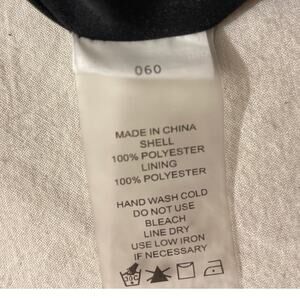 060
MADE IN CHINA
SHELL
100% POLYESTER
LINING
100% POLYESTER
HAND WASH COLD
DO NOT USE
BLEACH
LINE DRY
USE LOW IRON
IF NECESSARY
30C